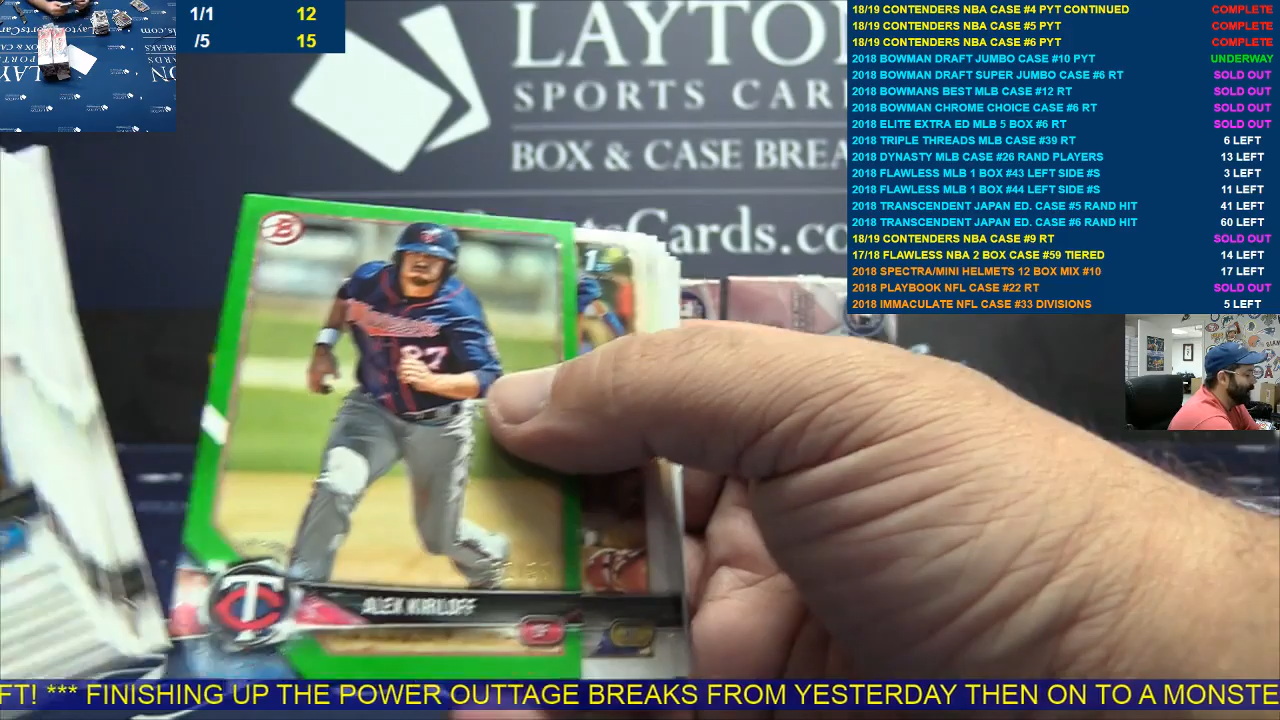 1/1 12
/5 15
LAYTON
SPORTS CAR
BOX & CASE BREA
sCards.co
18/19 CONTENDERS NBA CASE #4 PYT CONTINUED COMPLETE
18/19 CONTENDERS NBA CASE #5 PYT COMPLETE
18/19 CONTENDERS NBA CASE #6 PYT COMPLETE
2018 BOWMAN DRAFT JUMBO CASE #10 PYT UNDERWAY
2018 BOWMAN DRAFT SUPER JUMBO CASE #6 RT SOLD OUT
2018 BOWMANS BEST MLB CASE #12 RT SOLD OUT
2018 BOWMAN CHROME CHOICE CASE #6 RT SOLD OUT
2018 ELITE EXTRA ED MLB 5 BOX #6 RT SOLD OUT
2018 TRIPLE THREADS MLB CASE #39 RT 6 LEFT
2018 DYNASTY MLB CASE #26 RAND PLAYERS 13 LEFT
2018 FLAWLESS MLB 1 BOX #43 LEFT SIDE #S 3 LEFT
2018 FLAWLESS MLB 1 BOX #44 LEFT SIDE #S 11 LEFT
2018 TRANSCENDENT JAPAN ED. CASE #5 RAND HIT 41 LEFT
2018 TRANSCENDENT JAPAN ED. CASE #6 RAND HIT 60 LEFT
18/19 CONTENDERS NBA CASE #9 RT SOLD OUT
17/18 FLAWLESS NBA 2 BOX CASE #59 TIERED 14 LEFT
2018 SPECTRA/MINI HELMETS 12 BOX MIX #10 17 LEFT
2018 PLAYBOOK NFL CASE #22 RT SOLD OUT
2018 IMMACULATE NFL CASE #33 DIVISIONS 5 LEFT
B
1st
87
TC
ALEX KIRILOFF
FT! *** FINISHING UP THE POWER OUTTAGE BREAKS FROM YESTERDAY THEN ON TO A MONSTE